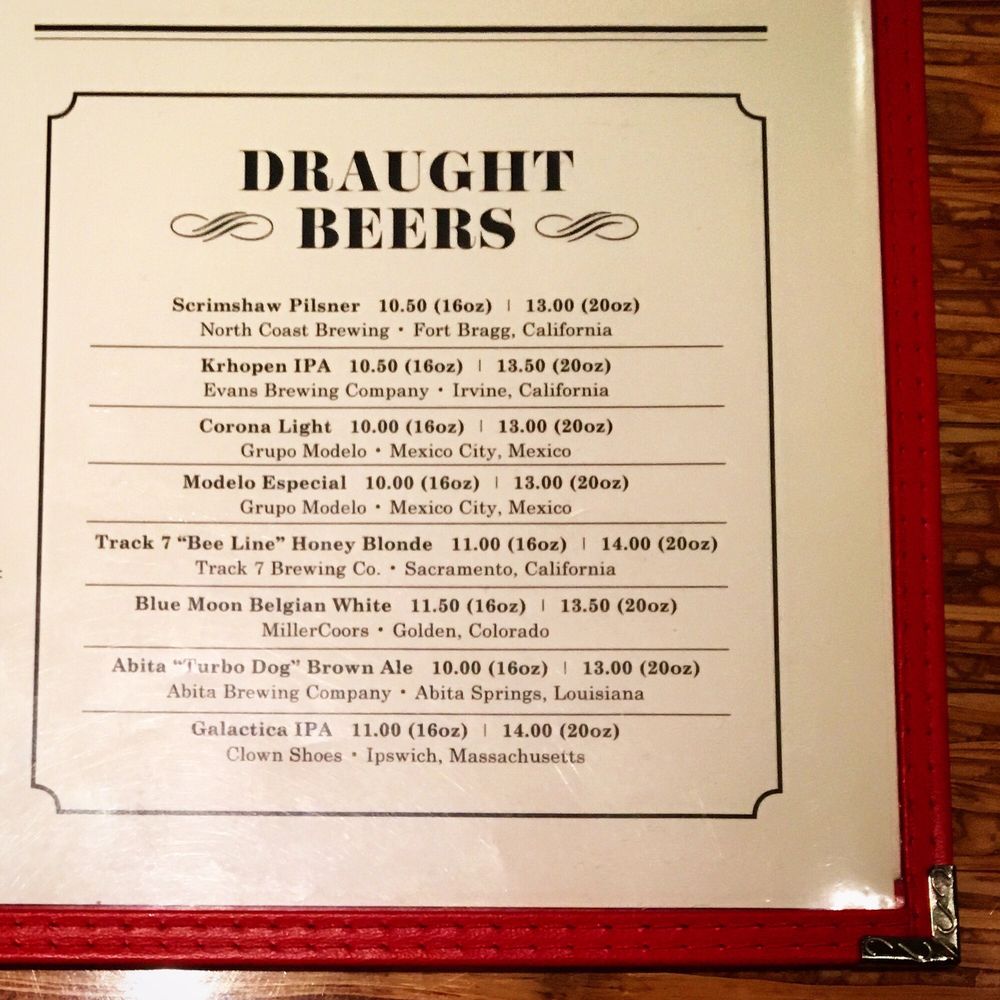 DRAUGHT
BEERS
Scrimshaw Pilsner 10.50 (16oz) | 13.00 (20oz)
North Coast Brewing • Fort Bragg, California
Krhopen IPA 10.50 (16oz) | 13.50 (20oz)
Evans Brewing Company • Irvine, California
Corona Light 10.00 (16oz) | 13.00 (20oz)
Grupo Modelo • Mexico City, Mexico
Modelo Especial 10.00 (16oz) | 13.00 (20oz)
Grupo Modelo • Mexico City, Mexico
Track 7 “Bee Line” Honey Blonde 11.00 (16oz) | 14.00 (20oz)
Track 7 Brewing Co. • Sacramento, California
Blue Moon Belgian White 11.50 (16oz) | 13.50 (20oz)
MillerCoors • Golden, Colorado
Abita “Turbo Dog” Brown Ale 10.00 (16oz) | 13.00 (20oz)
Abita Brewing Company • Abita Springs, Louisiana
Galactica IPA 11.00 (16oz) | 14.00 (20oz)
Clown Shoes • Ipswich, Massachusetts